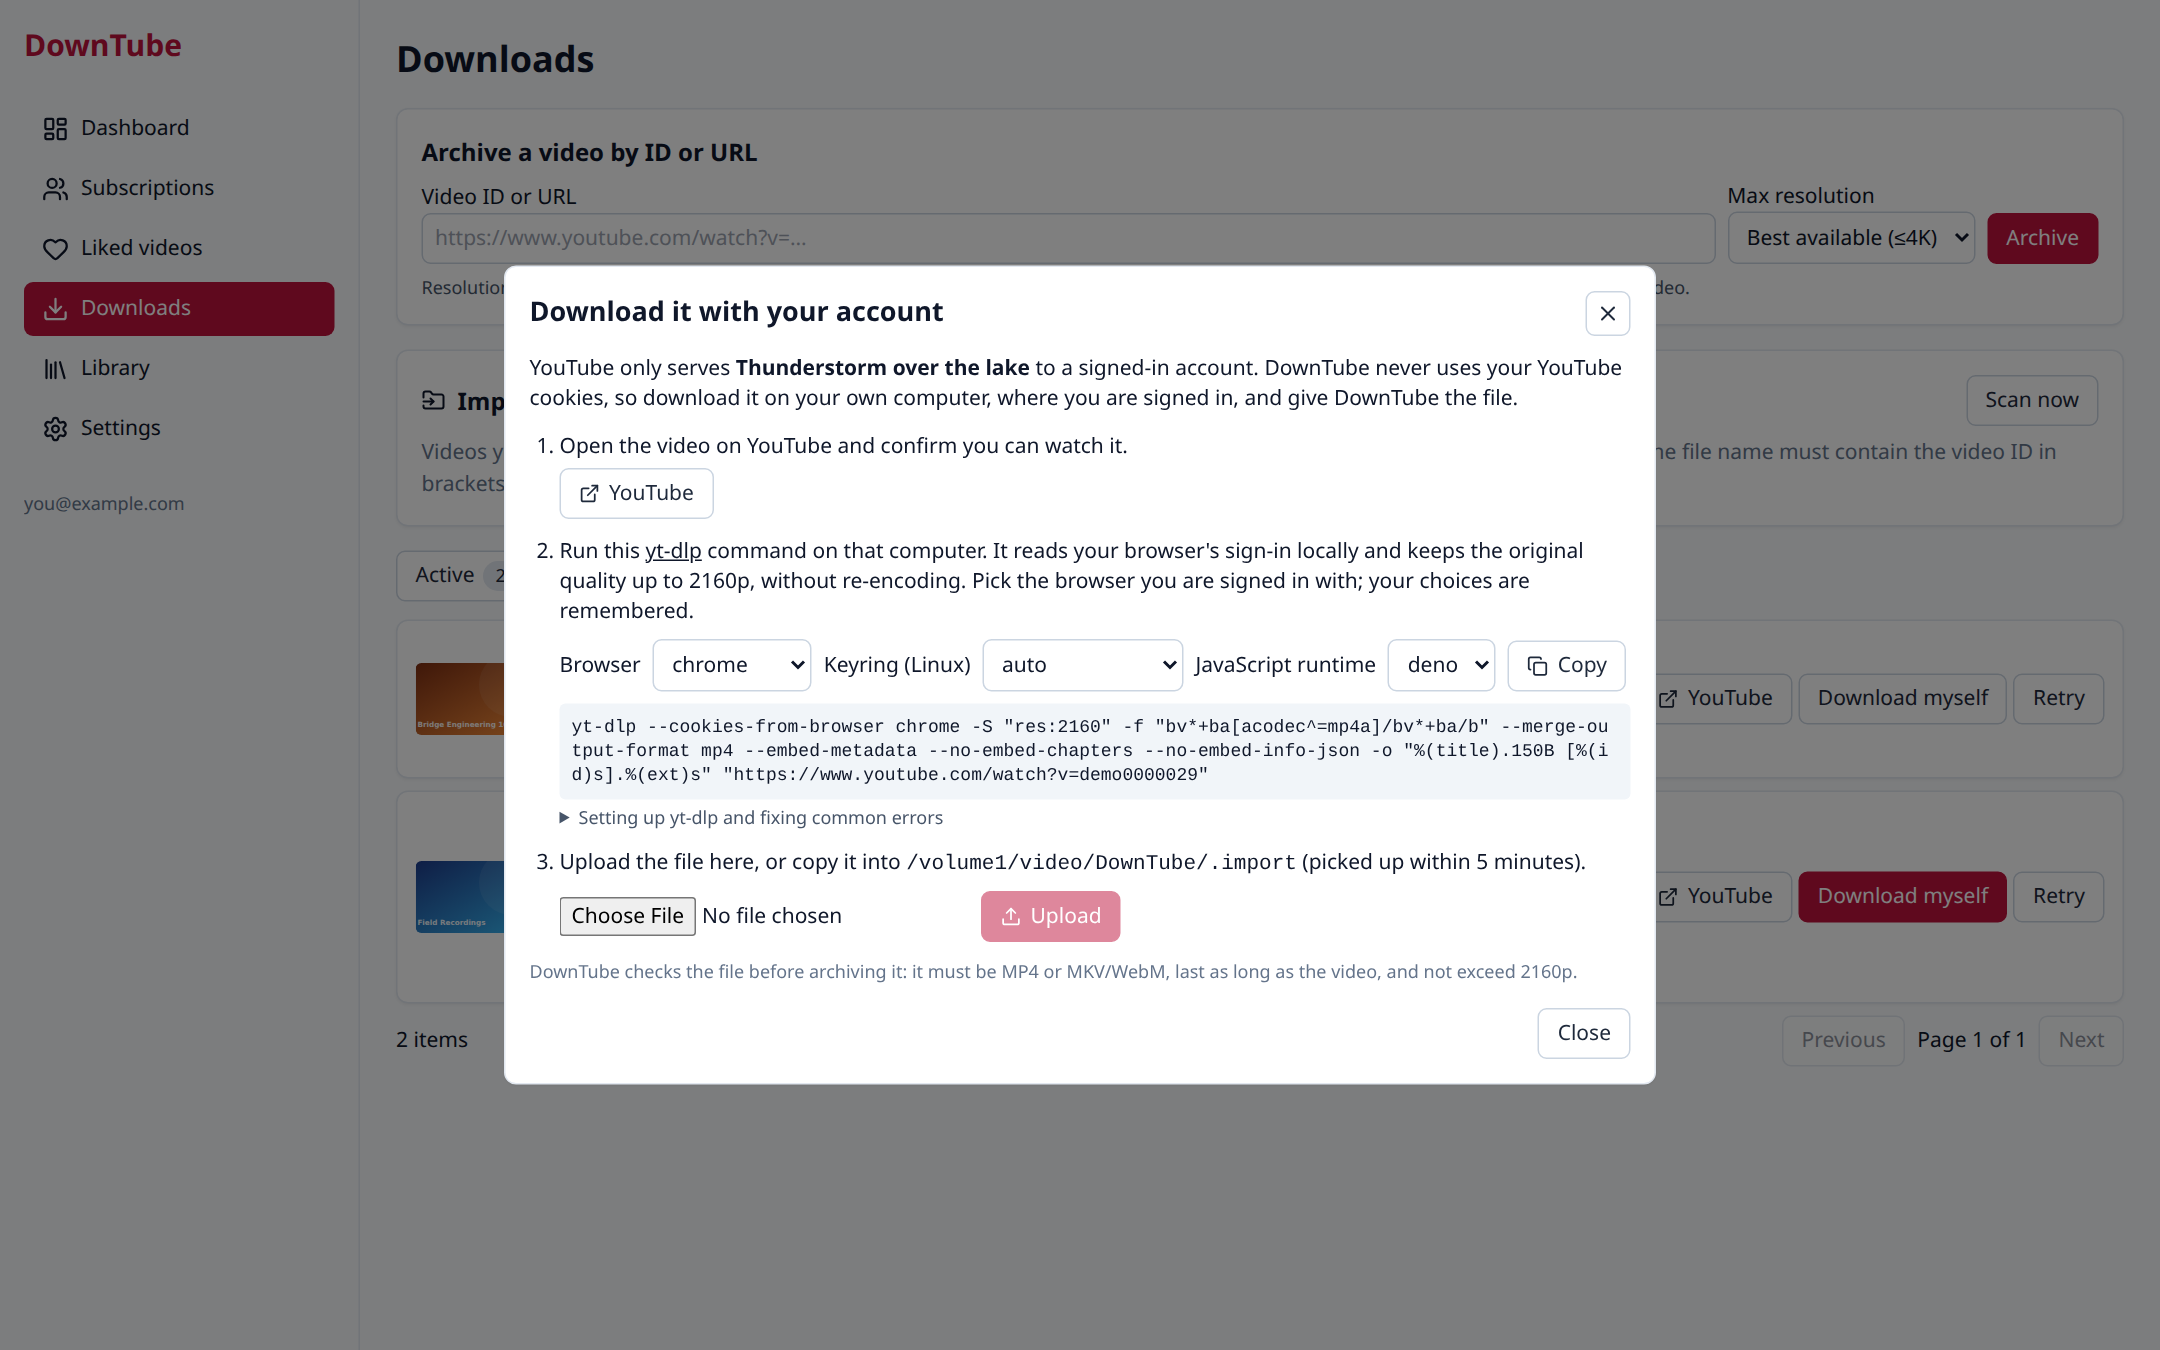 DownTube
Dashboard
Subscriptions
Liked videos
Downloads
Library
Settings
you@example.com
Downloads
Archive a video by ID or URL
Video ID or URL
Max resolution
https://www.youtube.com/watch?v=...
Best available (≤4K)
Archive
Download it with your account
YouTube only serves Thunderstorm over the lake to a signed-in account. DownTube never uses your YouTube
cookies, so download it on your own computer, where you are signed in, and give DownTube the file.
1. Open the video on YouTube and confirm you can watch it.
YouTube
2. Run this yt-dlp command on that computer. It reads your browser's sign-in locally and keeps the original
quality up to 2160p, without re-encoding. Pick the browser you are signed in with; your choices are
remembered.
Browser chrome Keyring (Linux) auto JavaScript runtime deno Copy
yt-dlp --cookies-from-browser chrome -S "res:2160" -f "bv*+ba[acodec^=mp4a]/bv*+ba/b" --merge-ou
tput-format mp4 --embed-metadata --no-embed-chapters --no-embed-info-json -o "%(title).150B [%(i
d)s].%(ext)s" "https://www.youtube.com/watch?v=demo0000029"
Setting up yt-dlp and fixing common errors
3. Upload the file here, or copy it into /volume1/video/DownTube/.import (picked up within 5 minutes).
Choose File No file chosen Upload
DownTube checks the file before archiving it: it must be MP4 or MKV/WebM, last as long as the video, and not exceed 2160p.
Close
Scan now
Videos
file name must contain the video ID in
brackets
Active 2
Bridge Engineering
YouTube Download myself Retry
Field Recordings
YouTube Download myself Retry
2 items
Previous Page 1 of 1 Next